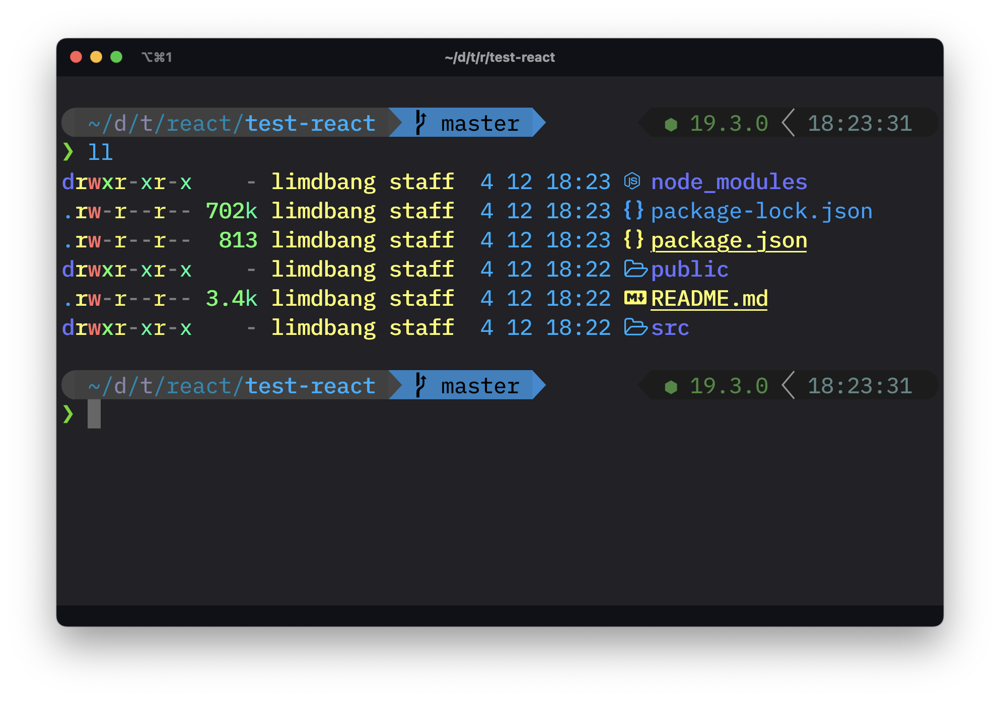 ⌥⌘1 ~/d/t/r/test-react
~/d/t/react/test-react master 19.3.0 18:23:31
❯ ll
drwxr-xr-x - limdbang staff 4 12 18:23 node_modules
.rw-r--r-- 702k limdbang staff 4 12 18:23 {} package-lock.json
.rw-r--r-- 813 limdbang staff 4 12 18:23 {} package.json
drwxr-xr-x - limdbang staff 4 12 18:22 public
.rw-r--r-- 3.4k limdbang staff 4 12 18:22 README.md
drwxr-xr-x - limdbang staff 4 12 18:22 src
~/d/t/react/test-react master 19.3.0 18:23:31
❯